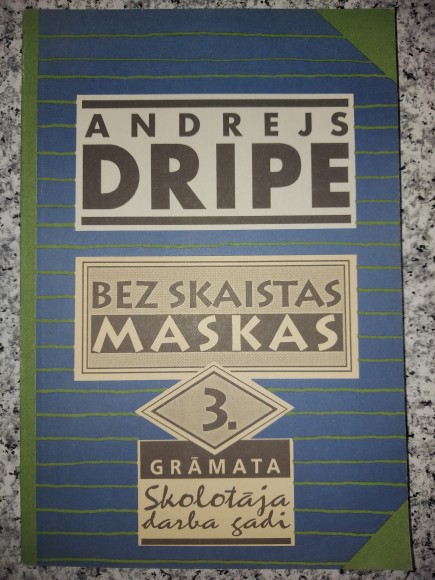 ANDREJS
DRIPE
BEZ SKAISTAS
MASKAS
3.
GRĀMATA
Skolotāja
darba gadi